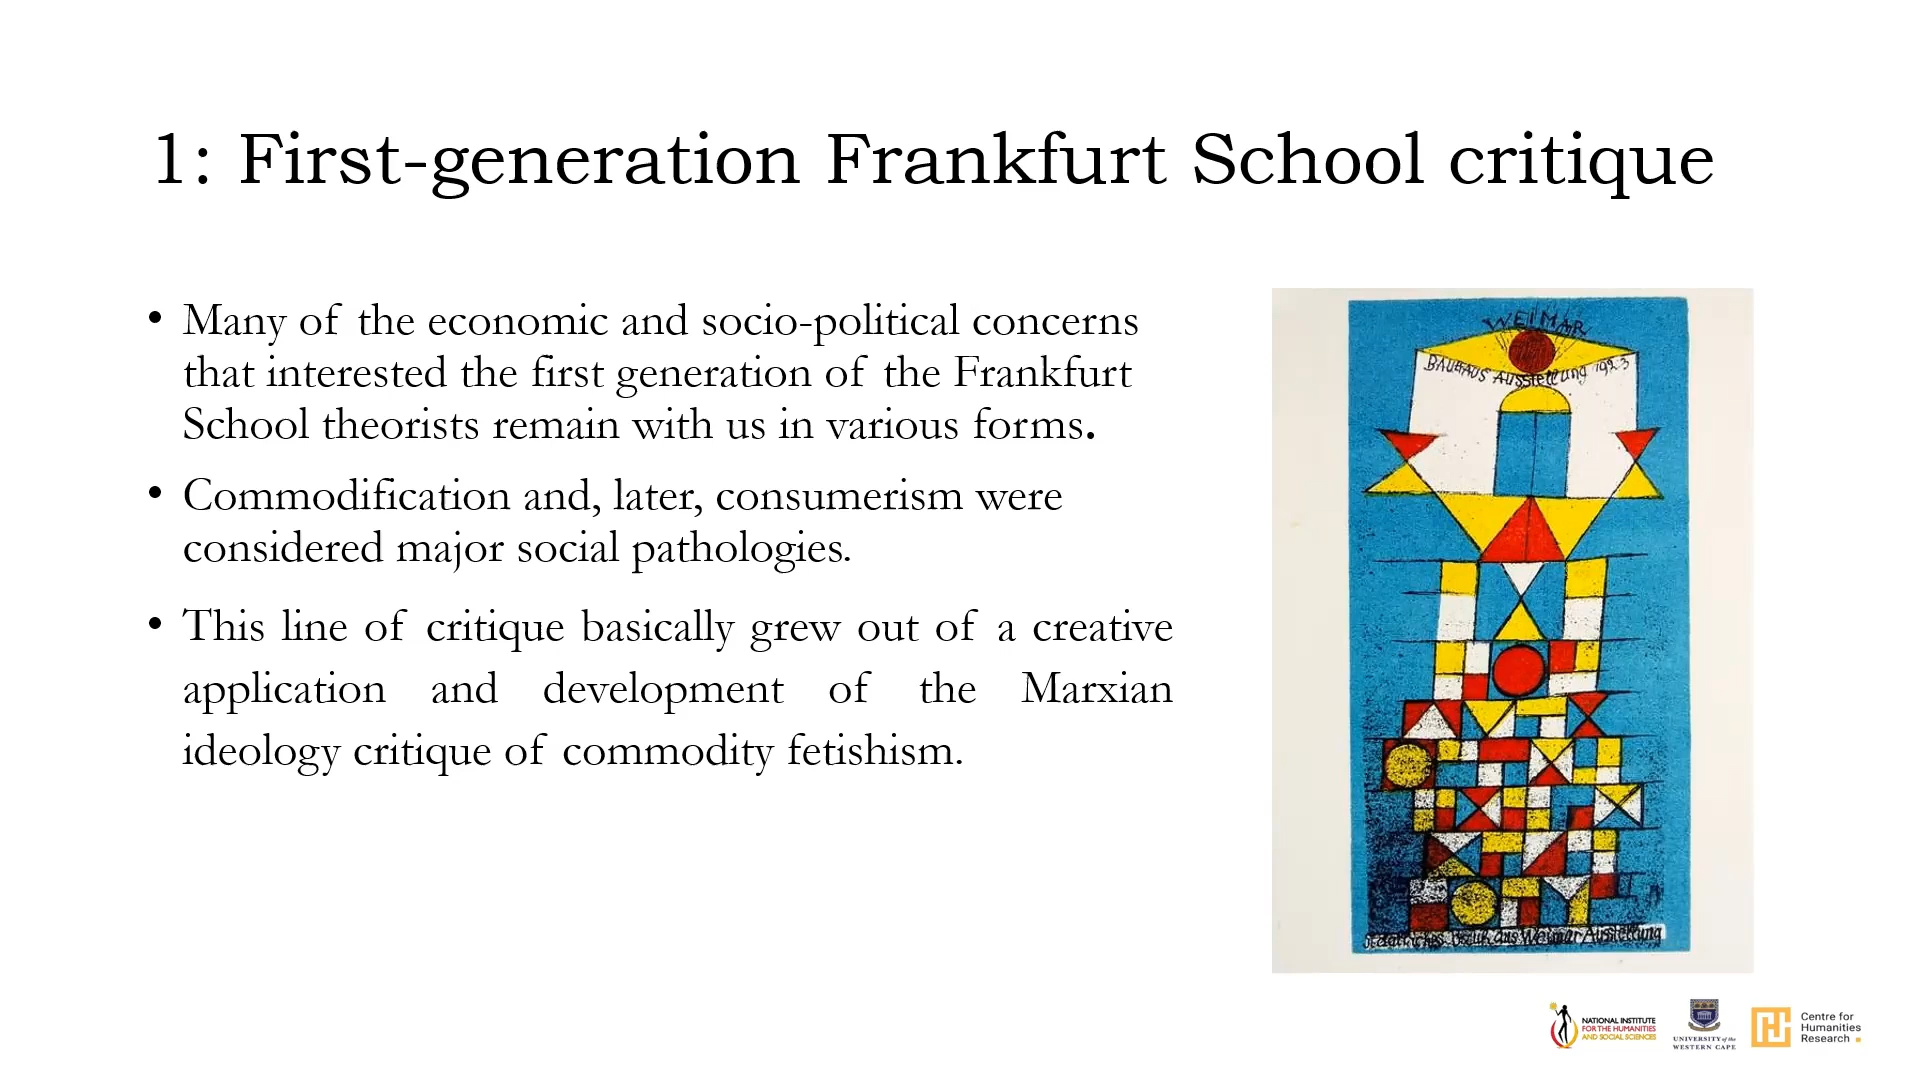 1: First-generation Frankfurt School critique
• Many of the economic and socio-political concerns
that interested the first generation of the Frankfurt
School theorists remain with us in various forms.
• Commodification and, later, consumerism were
considered major social pathologies.
• This line of critique basically grew out of a creative
application and development of the Marxian
ideology critique of commodity fetishism.
WEIMAR
BAUHAUS AUSSTELLUNG 1923
Weimar Ausstellung
NATIONAL INSTITUTE
FOR THE HUMANITIES
AND SOCIAL SCIENCES
UNIVERSITY of the
WESTERN CAPE
Centre for
Humanities
Research